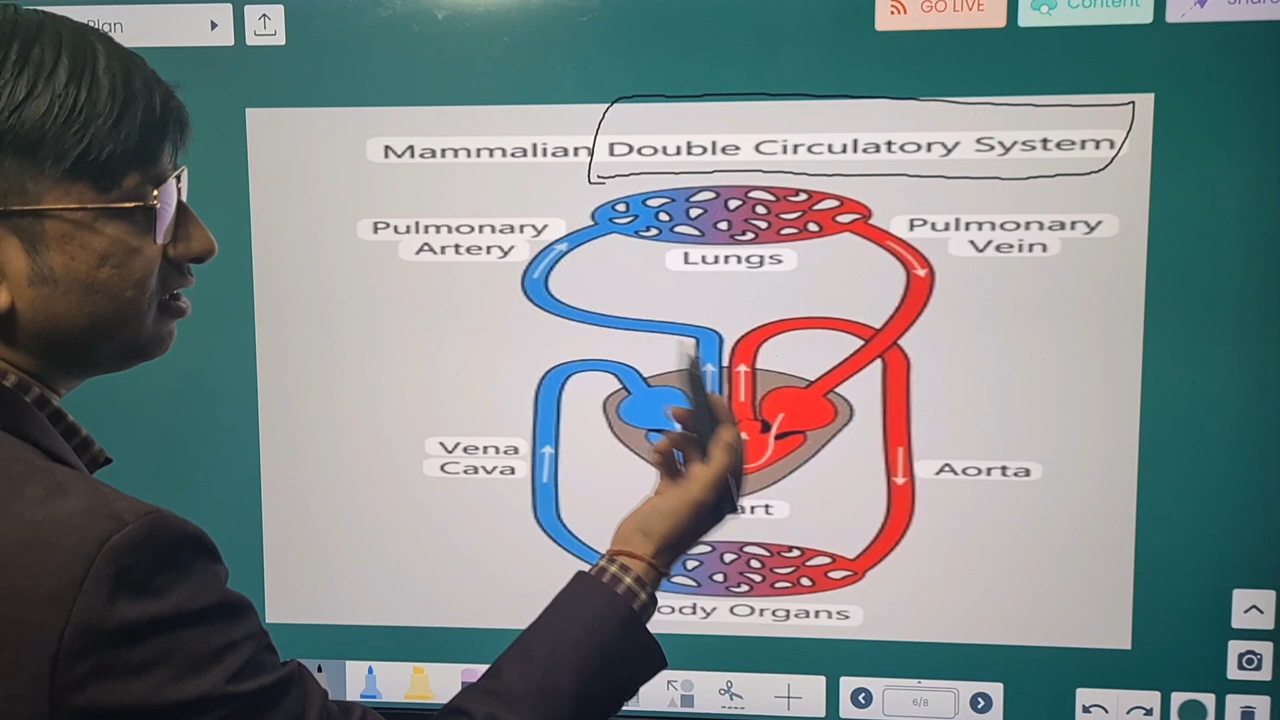 Plan
GO LIVE
Content
Mammalian Double Circulatory System
Pulmonary
Artery
Pulmonary
Vein
Lungs
Vena
Cava
Aorta
art
ody Organs
6/8